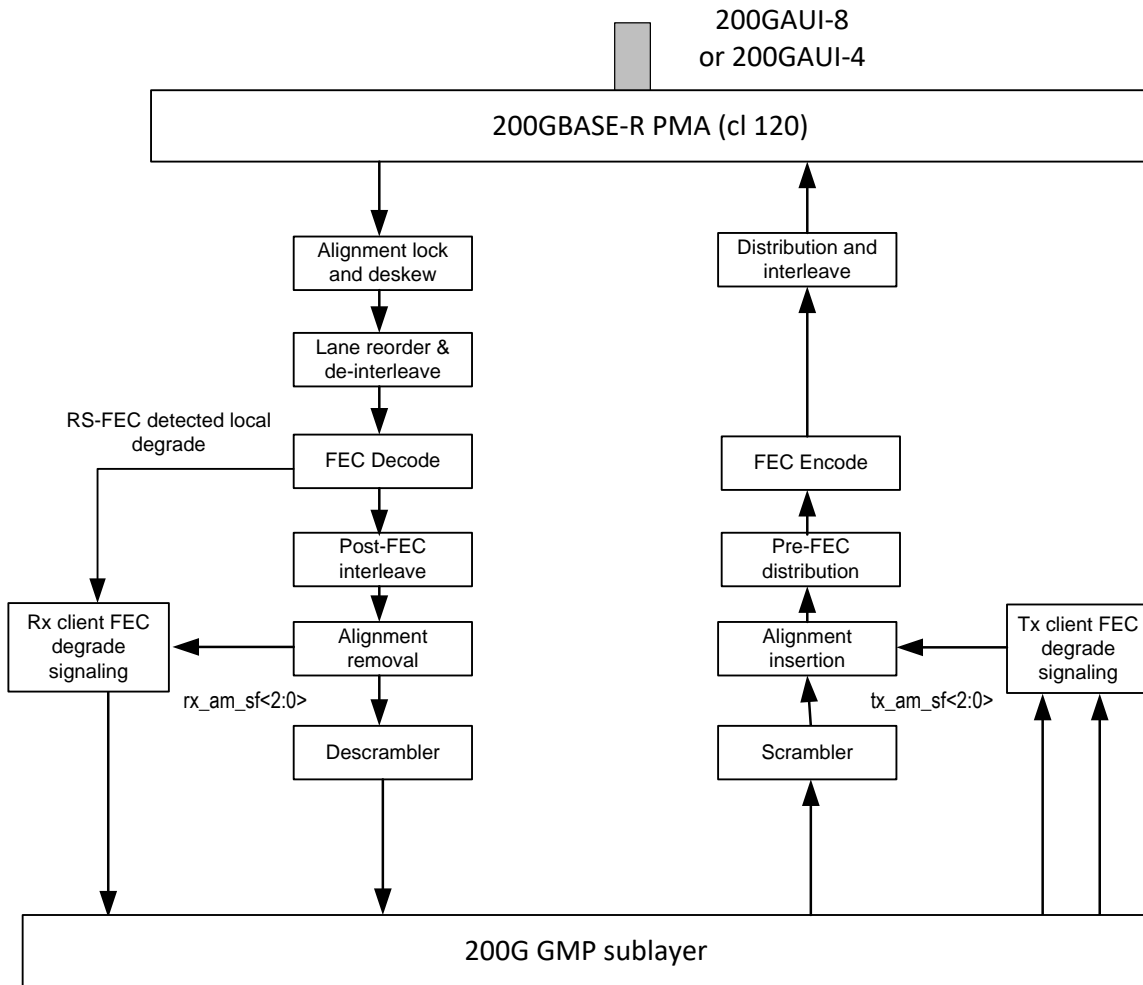 200GAUI-8
or 200GAUI-4
200GBASE-R PMA (cl 120)
Alignment lock
and deskew
Distribution and
interleave
Lane reorder &
de-interleave
RS-FEC detected local
degrade
FEC Decode
FEC Encode
Post-FEC
interleave
Pre-FEC
distribution
Rx client FEC
degrade
signaling
Alignment
removal
Alignment
insertion
Tx client FEC
degrade
signaling
rx_am_sf<2:0>
tx_am_sf<2:0>
Descrambler
Scrambler
200G GMP sublayer